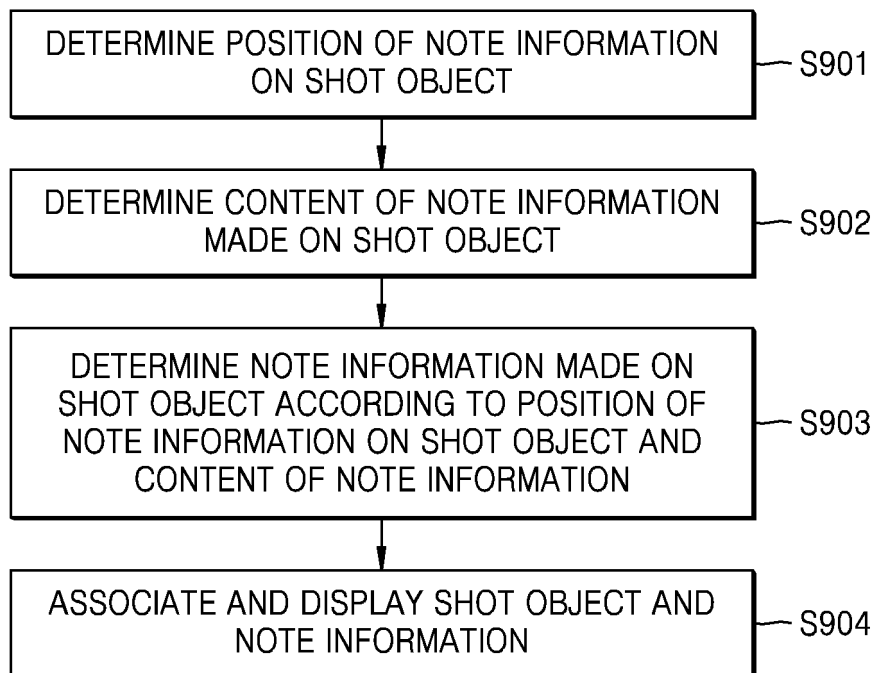 DETERMINE POSITION OF NOTE INFORMATION
ON SHOT OBJECT
S901
DETERMINE CONTENT OF NOTE INFORMATION
MADE ON SHOT OBJECT
S902
DETERMINE NOTE INFORMATION MADE ON
SHOT OBJECT ACCORDING TO POSITION OF
NOTE INFORMATION ON SHOT OBJECT AND
CONTENT OF NOTE INFORMATION
S903
ASSOCIATE AND DISPLAY SHOT OBJECT AND
NOTE INFORMATION
S904